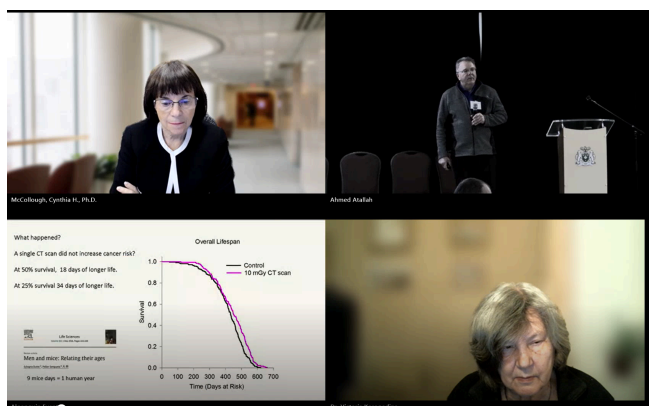 McCollough, Cynthia H., Ph.D.
Ahmed Atallah
What happened?
A single CT scan did not increase cancer risk?
At 50% survival, 18 days of longer life.
At 25% survival 34 days of longer life.
Life Sciences
Men and mice: Relating their ages
9 mice days = 1 human year
Overall Lifespan
Control
10 mGy CT scan
Survival
1.0
0.8
0.6
0.4
0.2
0.0
0 100 200 300 400 500 600 700
Time (Days at Risk)